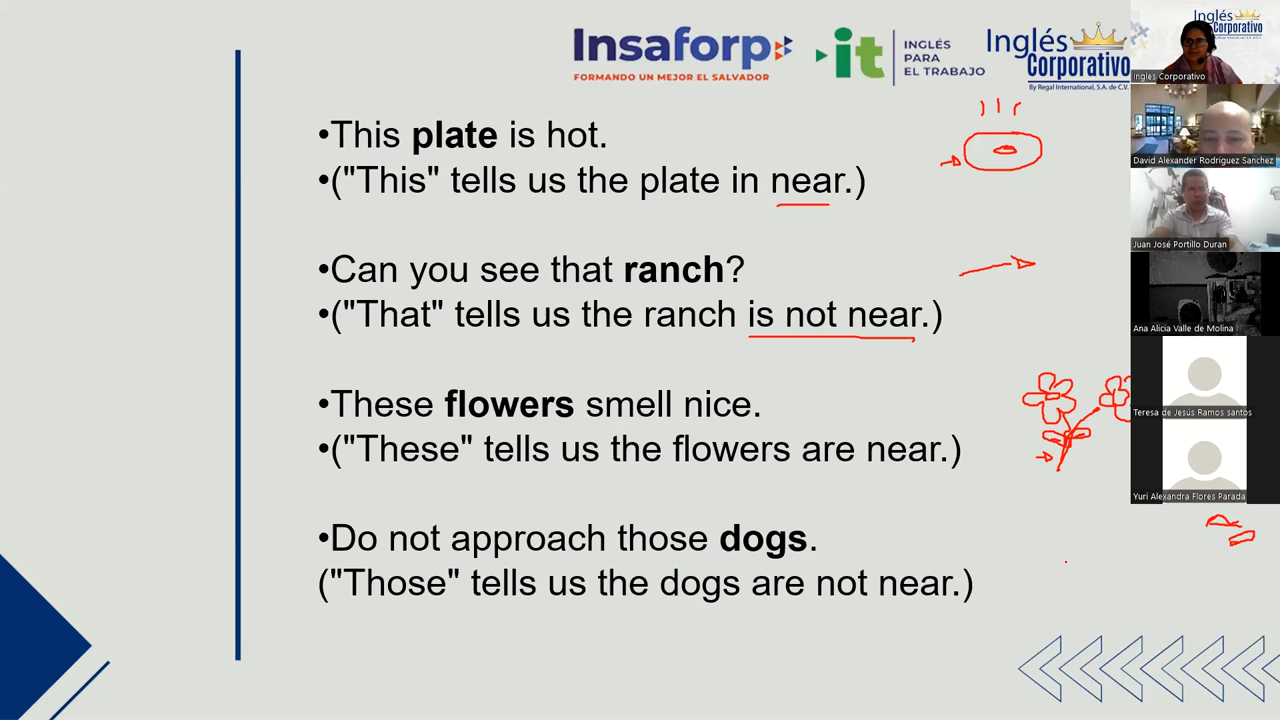 Insaforp
FORMANDO UN MEJOR EL SALVADOR
it
INGLÉS
PARA
EL TRABAJO
Inglés
Corporativo
By Regal International, S.A. de C.V.
•This plate is hot.
•("This" tells us the plate in near.)
•Can you see that ranch?
•("That" tells us the ranch is not near.)
•These flowers smell nice.
•("These" tells us the flowers are near.)
•Do not approach those dogs.
("Those" tells us the dogs are not near.)
Inglés
Corporativo
Ingles Corporativo
David Alexander Rodriguez Sanchez
Juan José Portillo Duran
Ana Alicia Valle de Molina
Teresa de Jesús Ramos santos
Yuri Alexandra Flores Parada